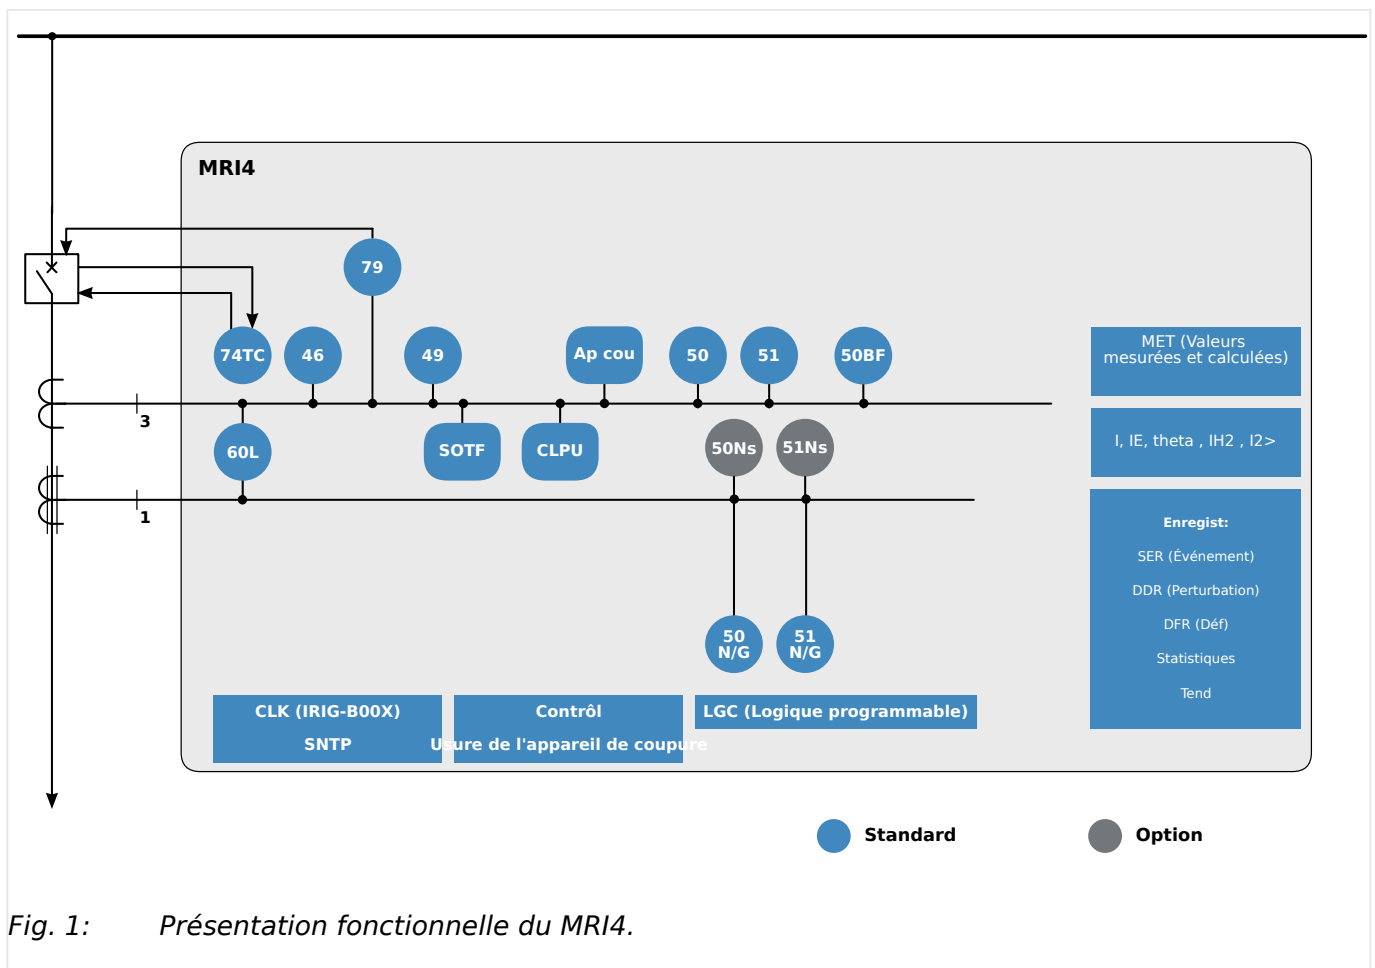 MRI4
79
74TC
46
49
Ap cou
50
51
50BF
MET (Valeurs
mesurées et calculées)
3
60L
SOTF
CLPU
50Ns
51Ns
I, IE, theta , IH2 , I2>
1
Enregist:
SER (Événement)
DDR (Perturbation)
DFR (Déf)
Statistiques
Tend
50
N/G
51
N/G
CLK (IRIG-B00X)
SNTP
Contrôl
Usure de l'appareil de coupure
LGC (Logique programmable)
Standard
Option
Fig. 1: Présentation fonctionnelle du MRI4.